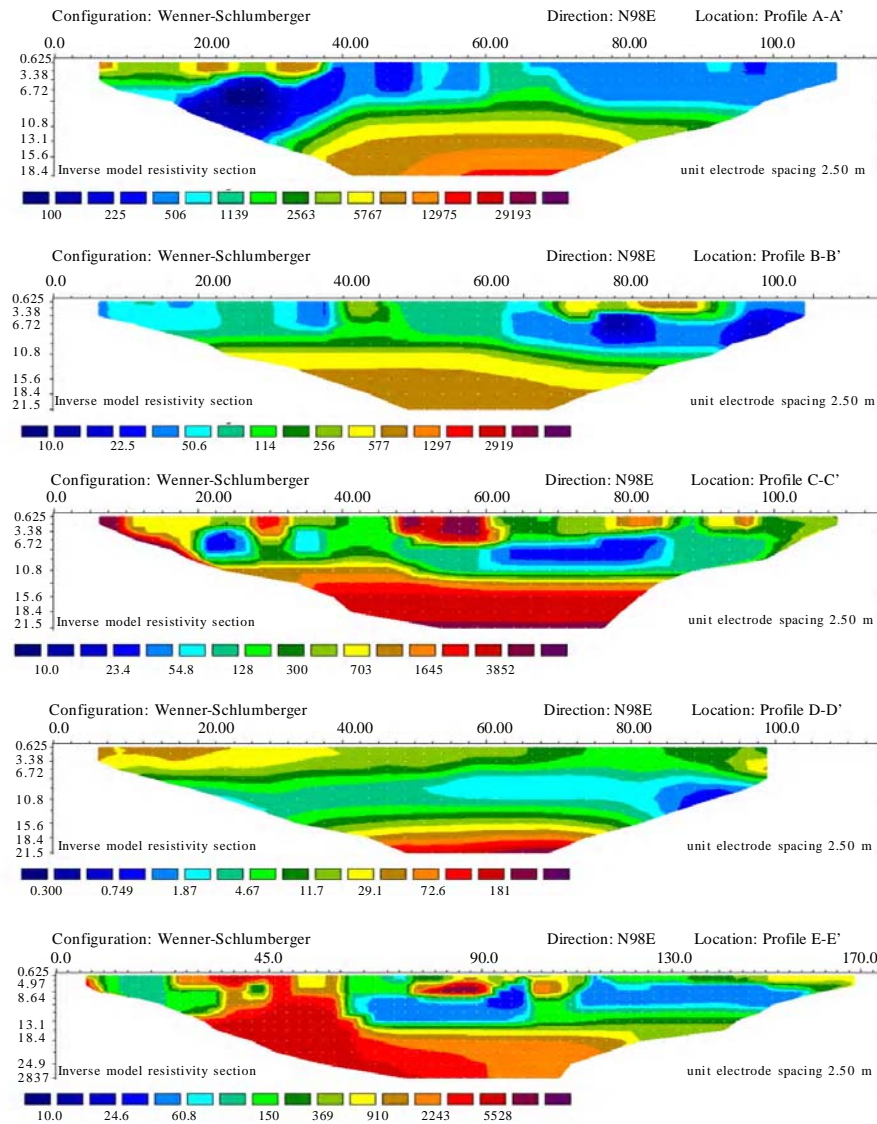 Configuration: Wenner-Schlumberger Direction: N98E Location: Profile A-A’
0.0 20.00 40.00 60.00 80.00 100.0
0.625
3.38
6.72
10.8
13.1
15.6
18.4
Inverse model resistivity section unit electrode spacing 2.50 m
100 225 506 1139 2563 5767 12975 29193
Configuration: Wenner-Schlumberger Direction: N98E Location: Profile B-B’
0.0 20.00 40.00 60.00 80.00 100.0
0.625
3.38
6.72
10.8
15.6
18.4
21.5
Inverse model resistivity section unit electrode spacing 2.50 m
10.0 22.5 50.6 114 256 577 1297 2919
Configuration: Wenner-Schlumberger Direction: N98E Location: Profile C-C’
0.0 20.00 40.00 60.00 80.00 100.0
0.625
3.38
6.72
10.8
15.6
18.4
21.5
Inverse model resistivity section unit electrode spacing 2.50 m
10.0 23.4 54.8 128 300 703 1645 3852
Configuration: Wenner-Schlumberger Direction: N98E Location: Profile D-D’
0.0 20.00 40.00 60.00 80.00 100.0
0.625
3.38
6.72
10.8
15.6
18.4
21.5
Inverse model resistivity section unit electrode spacing 2.50 m
0.300 0.749 1.87 4.67 11.7 29.1 72.6 181
Configuration: Wenner-Schlumberger Direction: N98E Location: Profile E-E’
0.0 45.0 90.0 130.0 170.0
0.625
4.97
8.64
13.1
18.4
24.9
2837
Inverse model resistivity section unit electrode spacing 2.50 m
10.0 24.6 60.8 150 369 910 2243 5528